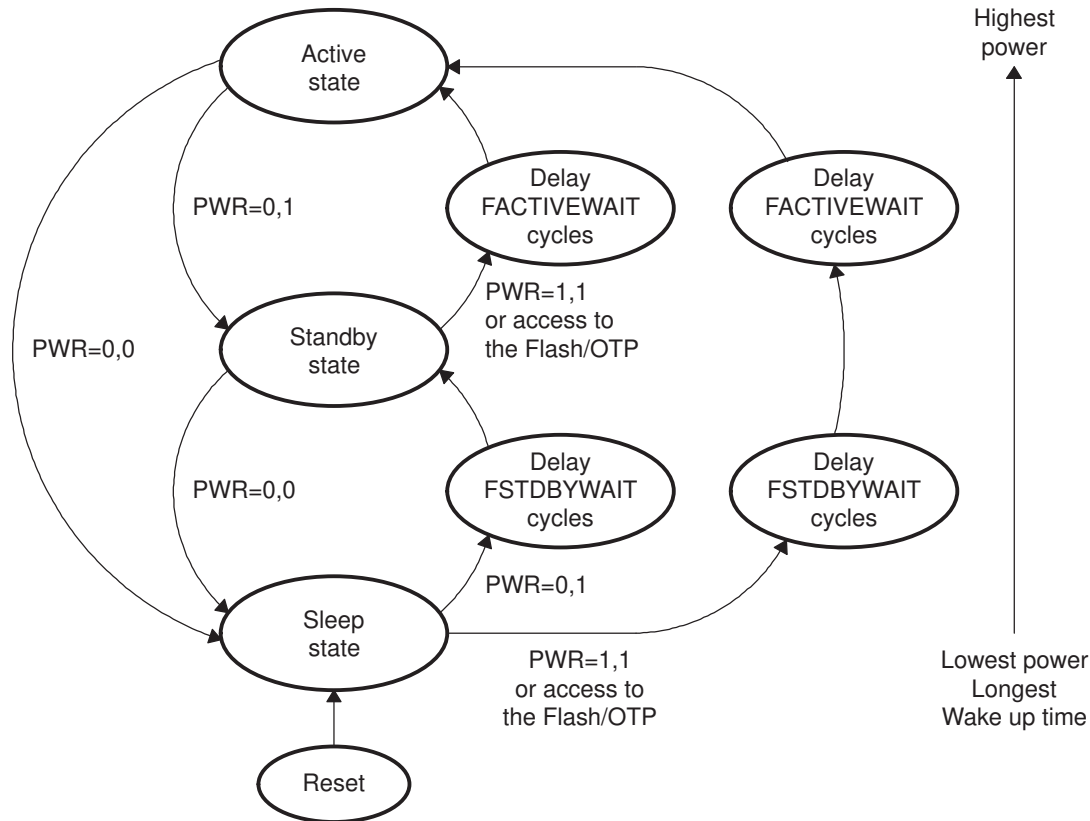 Highest
power
Active
state
Delay
FACTIVEWAIT
cycles
Delay
FACTIVEWAIT
cycles
PWR=0,1
PWR=1,1
or access to
the Flash/OTP
Standby
state
PWR=0,0
Delay
FSTDBYWAIT
cycles
Delay
FSTDBYWAIT
cycles
PWR=0,0
PWR=0,1
Sleep
state
PWR=1,1
or access to
the Flash/OTP
Lowest power
Longest
Wake up time
Reset